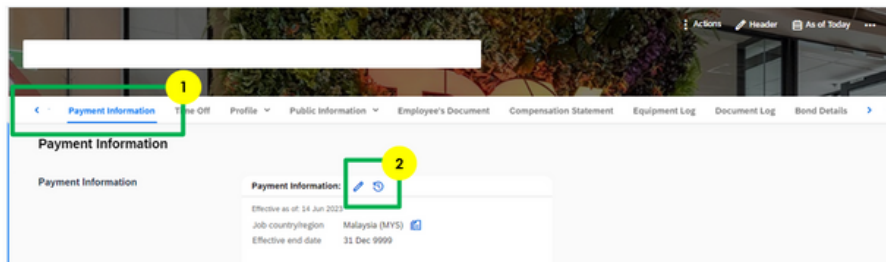 Actions Header As of Today
1
Payment Information Time Off Profile Public Information Employee's Document Compensation Statement Equipment Log Document Log Bond Details
Payment Information
2
Payment Information
Payment Information:
Effective as of: 14 Jun 2021
Job country/region Malaysia (MYS)
Effective end date 31 Dec 9999